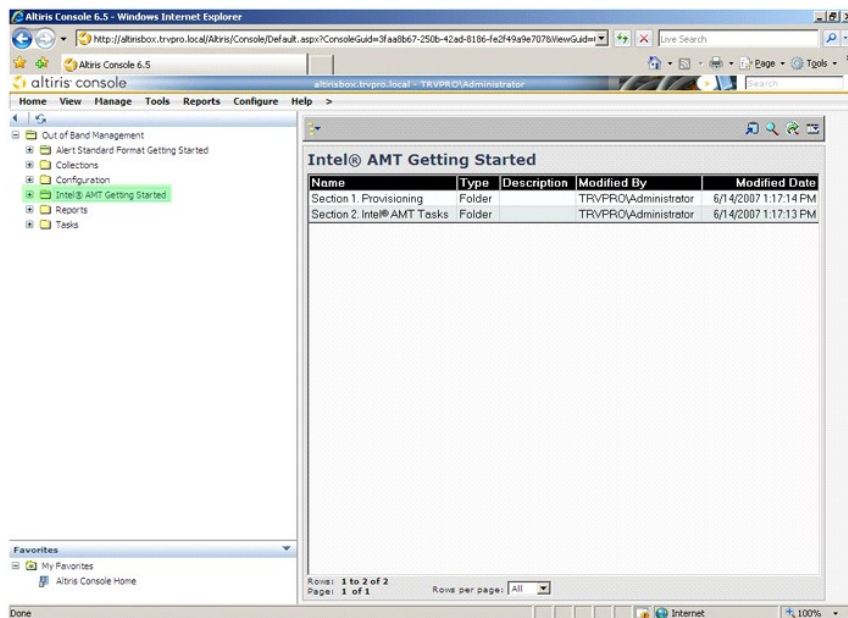 Altiris Console 6.5 - Windows Internet Explorer
http://altirisbox.trvpro.local/Altiris/Console/Default.aspx?ConsoleGuid=3faa8b67-250b-42ad-8186-fe2f49a9e707&ViewGuid=
Live Search
Altiris Console 6.5
Page
Tools
altiris console
altirisbox.trvpro.local - TRVPRO\Administrator
Search
Home View Manage Tools Reports Configure Help >
Out of Band Management
Alert Standard Format Getting Started
Collections
Configuration
Intel® AMT Getting Started
Reports
Tasks
Intel® AMT Getting Started
Name Type Description Modified By Modified Date
Section 1. Provisioning Folder TRVPRO\Administrator 6/14/2007 1:17:14 PM
Section 2. Intel® AMT Tasks Folder TRVPRO\Administrator 6/14/2007 1:17:13 PM
Favorites
My Favorites
Altiris Console Home
Rows: 1 to 2 of 2
Page: 1 of 1
Rows per page: All
Done
Internet
100%